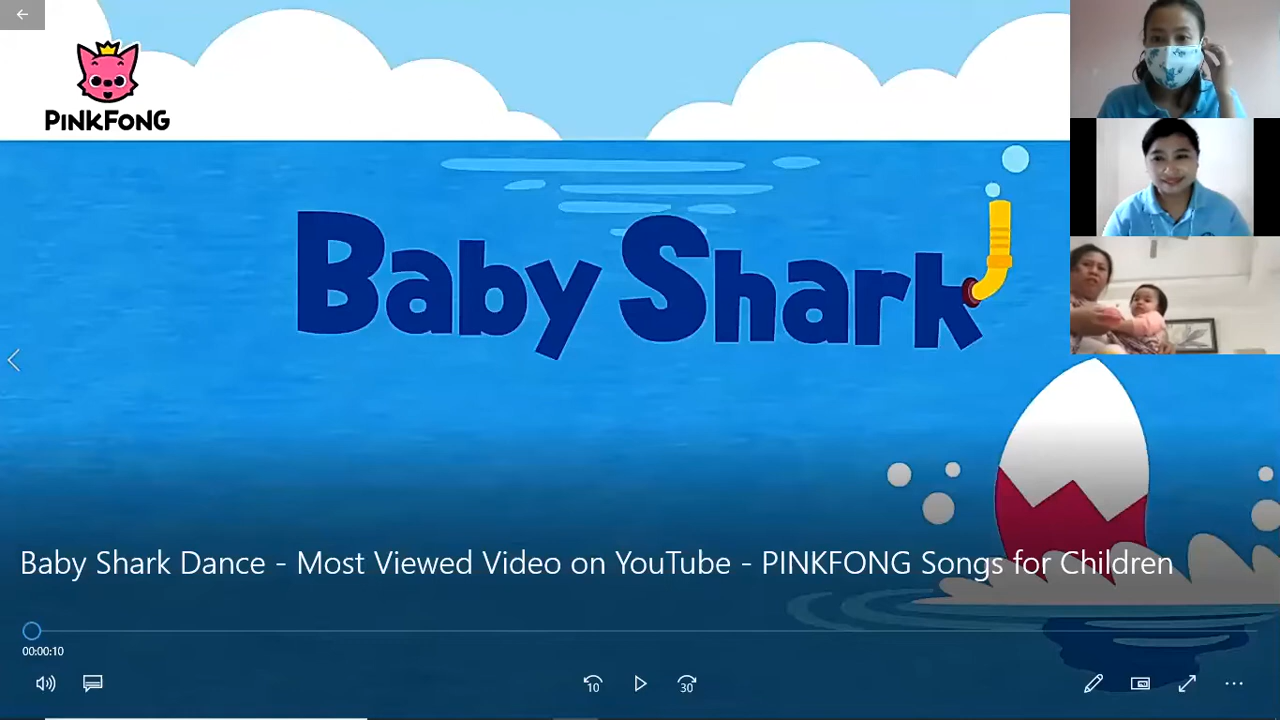 PINKFONG
Baby Shark
Baby Shark Dance - Most Viewed Video on YouTube - PINKFONG Songs for Children
00:00:10
10
30